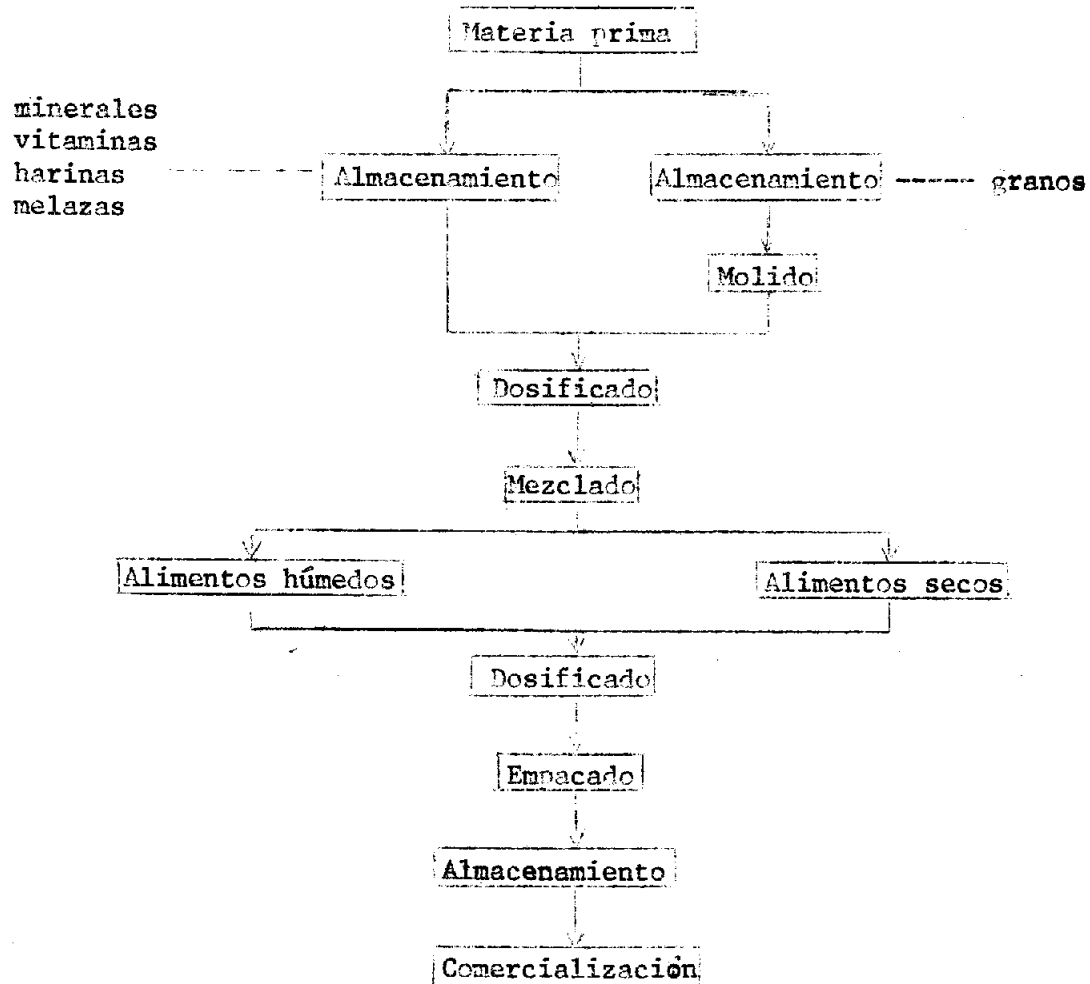 Materia prima
minerales
vitaminas
harinas
melazas
Almacenamiento
Almacenamiento
granos
Molido
Dosificado
Mezclado
Alimentos húmedos
Alimentos secos
Dosificado
Empacado
Almacenamiento
Comercialización